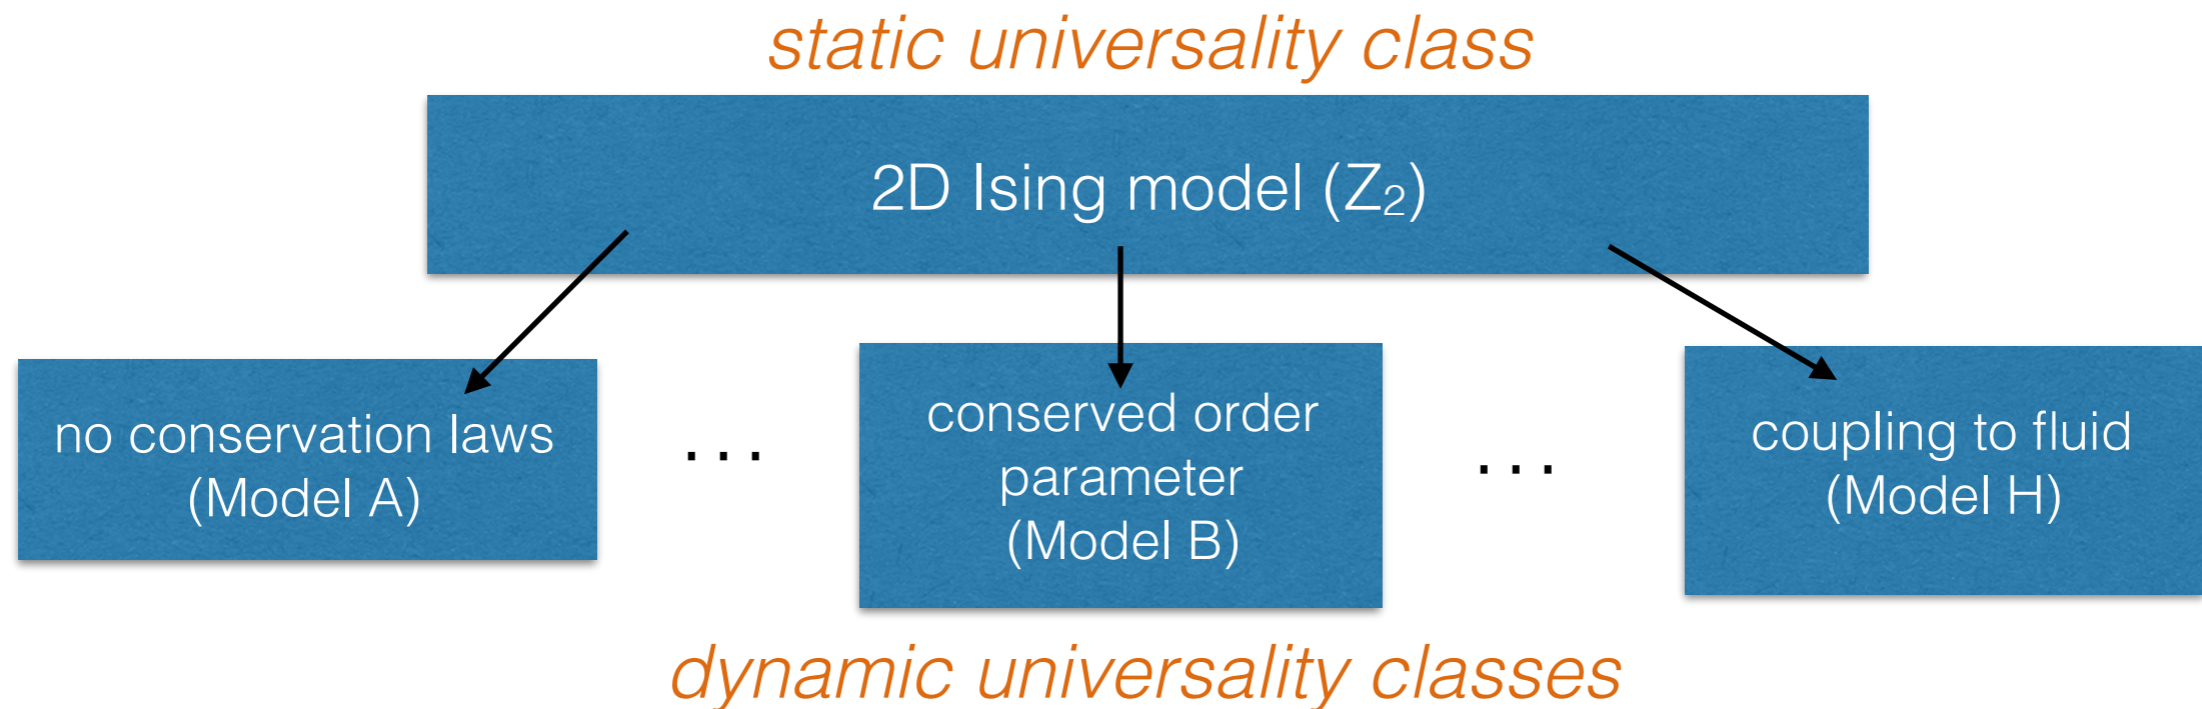 static universality class
2D Ising model (Z₂)
no conservation laws
(Model A)
...
conserved order
parameter
(Model B)
...
coupling to fluid
(Model H)
dynamic universality classes